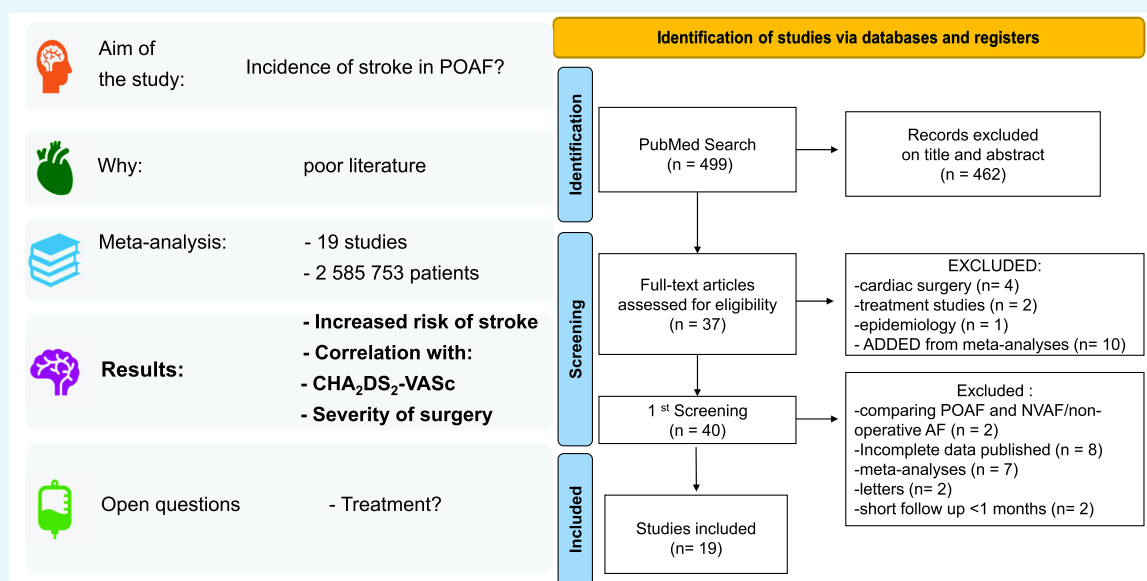 Aim of
the study:
Incidence of stroke in POAF?
Why:
poor literature
Meta-analysis:
- 19 studies
- 2 585 753 patients
Results:
- Increased risk of stroke
- Correlation with:
- CHA₂DS₂-VASc
- Severity of surgery
Open questions
- Treatment?
Identification of studies via databases and registers
Identification
PubMed Search
(n = 499)
Records excluded
on title and abstract
(n = 462)
Screening
Full-text articles
assessed for eligibility
(n = 37)
EXCLUDED:
-cardiac surgery (n= 4)
-treatment studies (n = 2)
-epidemiology (n = 1)
- ADDED from meta-analyses (n= 10)
1 st Screening
(n = 40)
Excluded :
-comparing POAF and NVAF/non-
operative AF (n = 2)
-Incomplete data published (n = 8)
-meta-analyses (n = 7)
-letters (n= 2)
-short follow up <1 months (n= 2)
Included
Studies included
(n= 19)